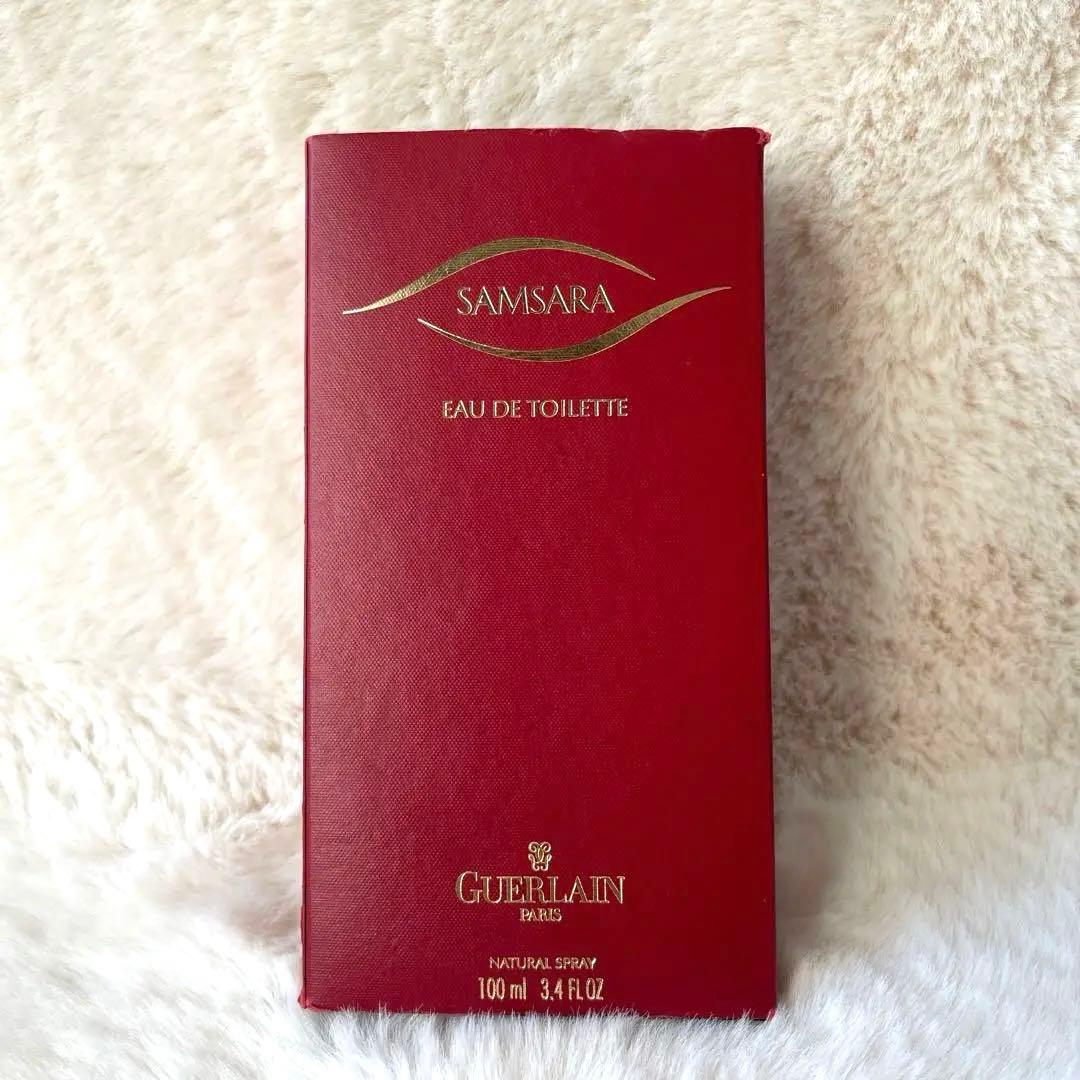 SAMSARA
EAU DE TOILETTE
GUERLAIN
PARIS
NATURAL SPRAY
100 ml 3.4 FL OZ